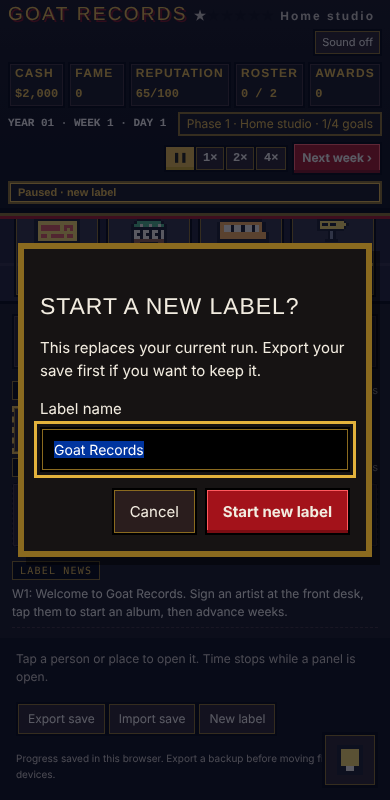 GOAT RECORDS ★
Home studio
Sound off
CASH FAME REPUTATION ROSTER AWARDS
$2,000 0 65/100 0 / 2 0
YEAR 01 · WEEK 1 · DAY 1
Phase 1 · Home studio · 1/4 goals
1× 2× 4× Next week ›
Paused · new label
START A NEW LABEL?
This replaces your current run. Export your
save first if you want to keep it.
Label name
Goat Records
Cancel
Start new label
LABEL NEWS
W1: Welcome to Goat Records. Sign an artist at the front desk,
tap them to start an album, then advance weeks.
Tap a person or place to open it. Time stops while a panel is
open.
Export save
Import save
New label
Progress saved in this browser. Export a backup before moving
devices.